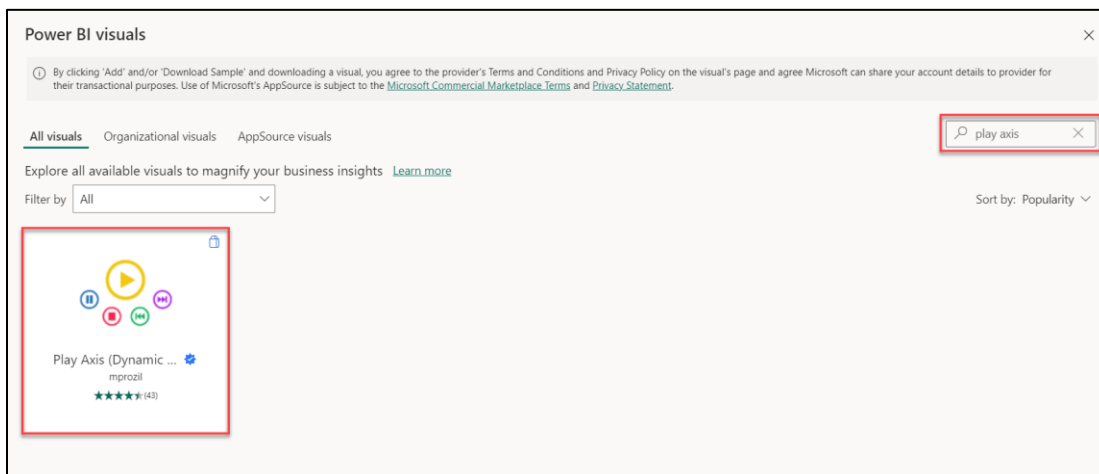 Power BI visuals
By clicking 'Add' and/or 'Download Sample' and downloading a visual, you agree to the provider's Terms and Conditions and Privacy Policy on the visual's page and agree Microsoft can share your account details to provider for
their transactional purposes. Use of Microsoft's AppSource is subject to the Microsoft Commercial Marketplace Terms and Privacy Statement.
All visuals Organizational visuals AppSource visuals
play axis
Explore all available visuals to magnify your business insights Learn more
Filter by All
Sort by: Popularity
Play Axis (Dynamic ...
mprozil
(43)